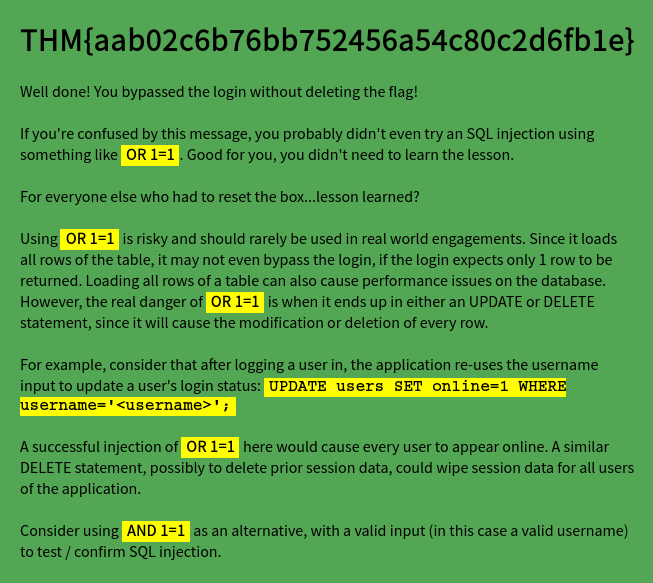 THM{aab02c6b76bb752456a54c80c2d6fb1e}
Well done! You bypassed the login without deleting the flag!
If you're confused by this message, you probably didn't even try an SQL injection using
something like OR 1=1 . Good for you, you didn't need to learn the lesson.
For everyone else who had to reset the box...lesson learned?
Using OR 1=1 is risky and should rarely be used in real world engagements. Since it loads
all rows of the table, it may not even bypass the login, if the login expects only 1 row to be
returned. Loading all rows of a table can also cause performance issues on the database.
However, the real danger of OR 1=1 is when it ends up in either an UPDATE or DELETE
statement, since it will cause the modification or deletion of every row.
For example, consider that after logging a user in, the application re-uses the username
input to update a user's login status: UPDATE users SET online=1 WHERE
username='<username>';
A successful injection of OR 1=1 here would cause every user to appear online. A similar
DELETE statement, possibly to delete prior session data, could wipe session data for all users
of the application.
Consider using AND 1=1 as an alternative, with a valid input (in this case a valid username)
to test / confirm SQL injection.